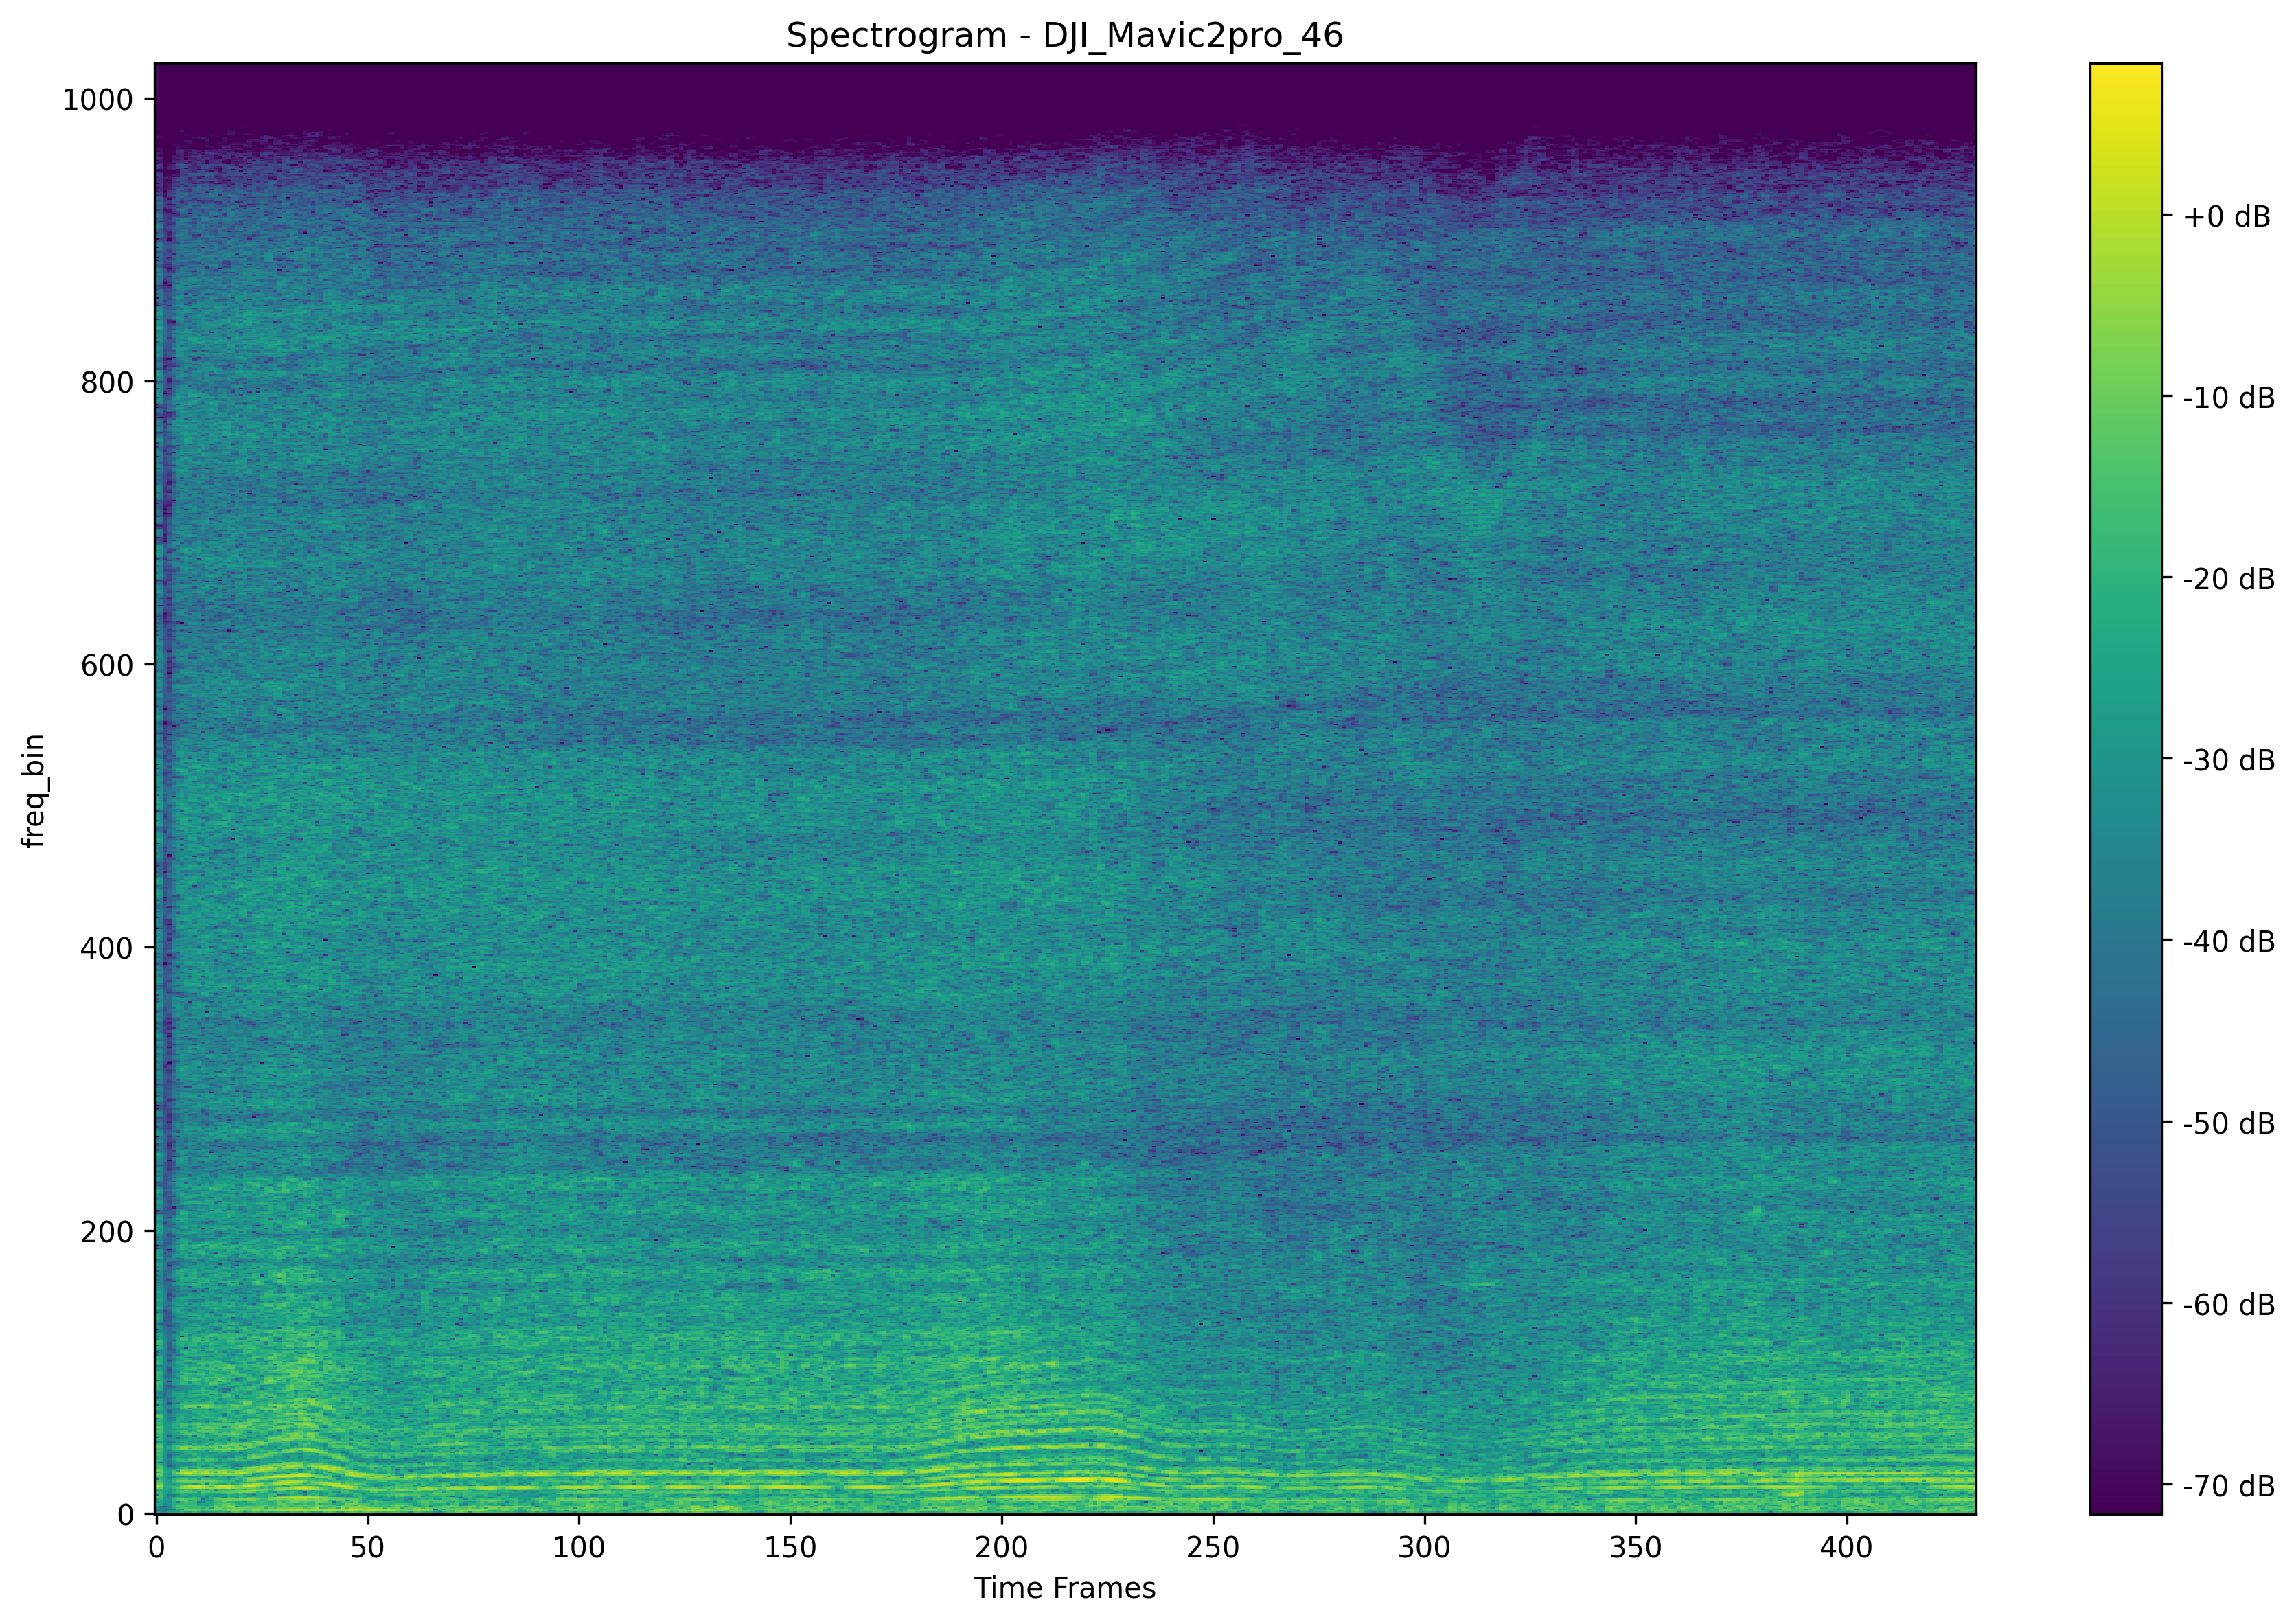 Spectrogram - DJI_Mavic2pro_46
1000
800
600
400
200
0
freq_bin
0 50 100 150 200 250 300 350 400
Time Frames
+0 dB
-10 dB
-20 dB
-30 dB
-40 dB
-50 dB
-60 dB
-70 dB